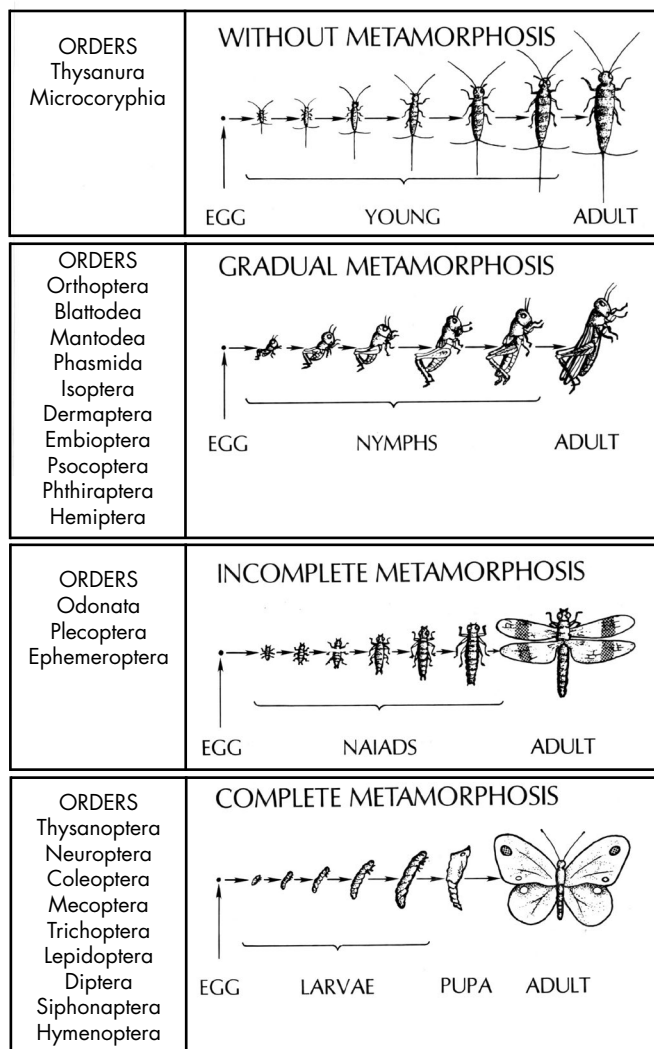 ORDERS
Thysanura
Microcoryphia
WITHOUT METAMORPHOSIS
EGG YOUNG ADULT
ORDERS
Orthoptera
Blattodea
Mantodea
Phasmida
Isoptera
Dermaptera
Embioptera
Psocoptera
Phthiraptera
Hemiptera
GRADUAL METAMORPHOSIS
EGG NYMPHS ADULT
ORDERS
Odonata
Plecoptera
Ephemeroptera
INCOMPLETE METAMORPHOSIS
EGG NAIADS ADULT
ORDERS
Thysanoptera
Neuroptera
Coleoptera
Mecoptera
Trichoptera
Lepidoptera
Diptera
Siphonaptera
Hymenoptera
COMPLETE METAMORPHOSIS
EGG LARVAE PUPA ADULT